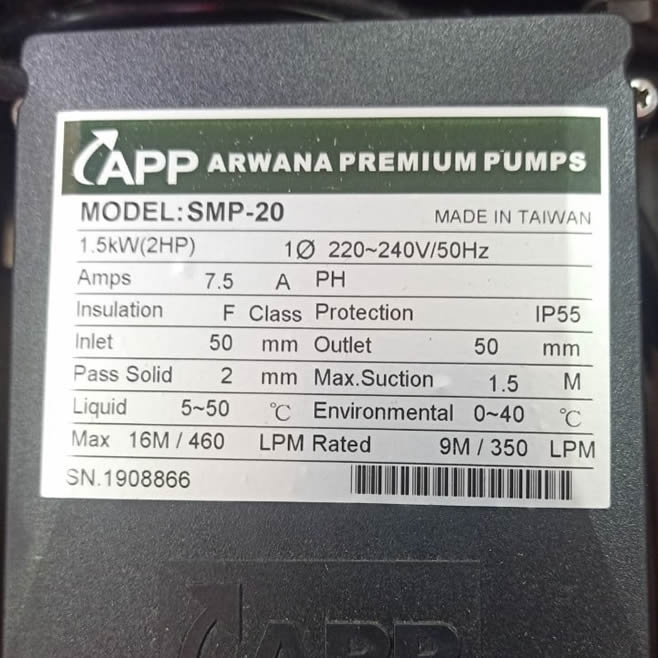 APP ARWANA PREMIUM PUMPS
MODEL:SMP-20 MADE IN TAIWAN
1.5kW(2HP) 1Ø 220~240V/50Hz
Amps 7.5 A PH
Insulation F Class Protection IP55
Inlet 50 mm Outlet 50 mm
Pass Solid 2 mm Max.Suction 1.5 M
Liquid 5~50 °C Environmental 0~40 °C
Max 16M / 460 LPM Rated 9M / 350 LPM
SN.1908866
APP